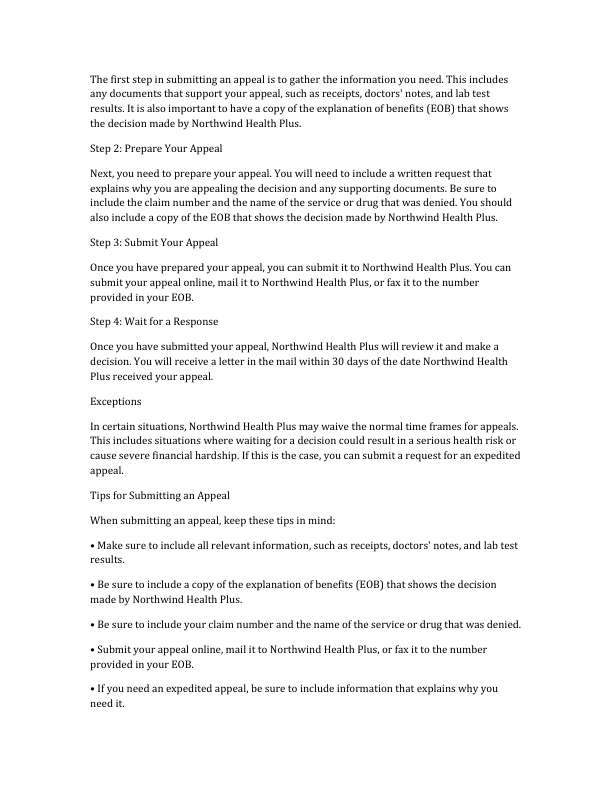 The first step in submitting an appeal is to gather the information you need. This includes
any documents that support your appeal, such as receipts, doctors' notes, and lab test
results. It is also important to have a copy of the explanation of benefits (EOB) that shows
the decision made by Northwind Health Plus.
Step 2: Prepare Your Appeal
Next, you need to prepare your appeal. You will need to include a written request that
explains why you are appealing the decision and any supporting documents. Be sure to
include the claim number and the name of the service or drug that was denied. You should
also include a copy of the EOB that shows the decision made by Northwind Health Plus.
Step 3: Submit Your Appeal
Once you have prepared your appeal, you can submit it to Northwind Health Plus. You can
submit your appeal online, mail it to Northwind Health Plus, or fax it to the number
provided in your EOB.
Step 4: Wait for a Response
Once you have submitted your appeal, Northwind Health Plus will review it and make a
decision. You will receive a letter in the mail within 30 days of the date Northwind Health
Plus received your appeal.
Exceptions
In certain situations, Northwind Health Plus may waive the normal time frames for appeals.
This includes situations where waiting for a decision could result in a serious health risk or
cause severe financial hardship. If this is the case, you can submit a request for an expedited
appeal.
Tips for Submitting an Appeal
When submitting an appeal, keep these tips in mind:
• Make sure to include all relevant information, such as receipts, doctors' notes, and lab test
results.
• Be sure to include a copy of the explanation of benefits (EOB) that shows the decision
made by Northwind Health Plus.
• Be sure to include your claim number and the name of the service or drug that was denied.
• Submit your appeal online, mail it to Northwind Health Plus, or fax it to the number
provided in your EOB.
• If you need an expedited appeal, be sure to include information that explains why you
need it.